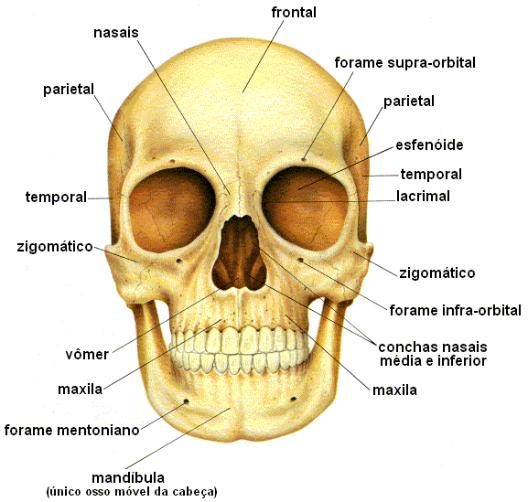 frontal
nasais
forame supra-orbital
parietal
parietal
esfenóide
temporal
temporal
lacrimal
zigomático
zigomático
forame infra-orbital
vômer
conchas nasais
média e inferior
maxila
maxila
forame mentoniano
mandíbula
(único osso móvel da cabeça)